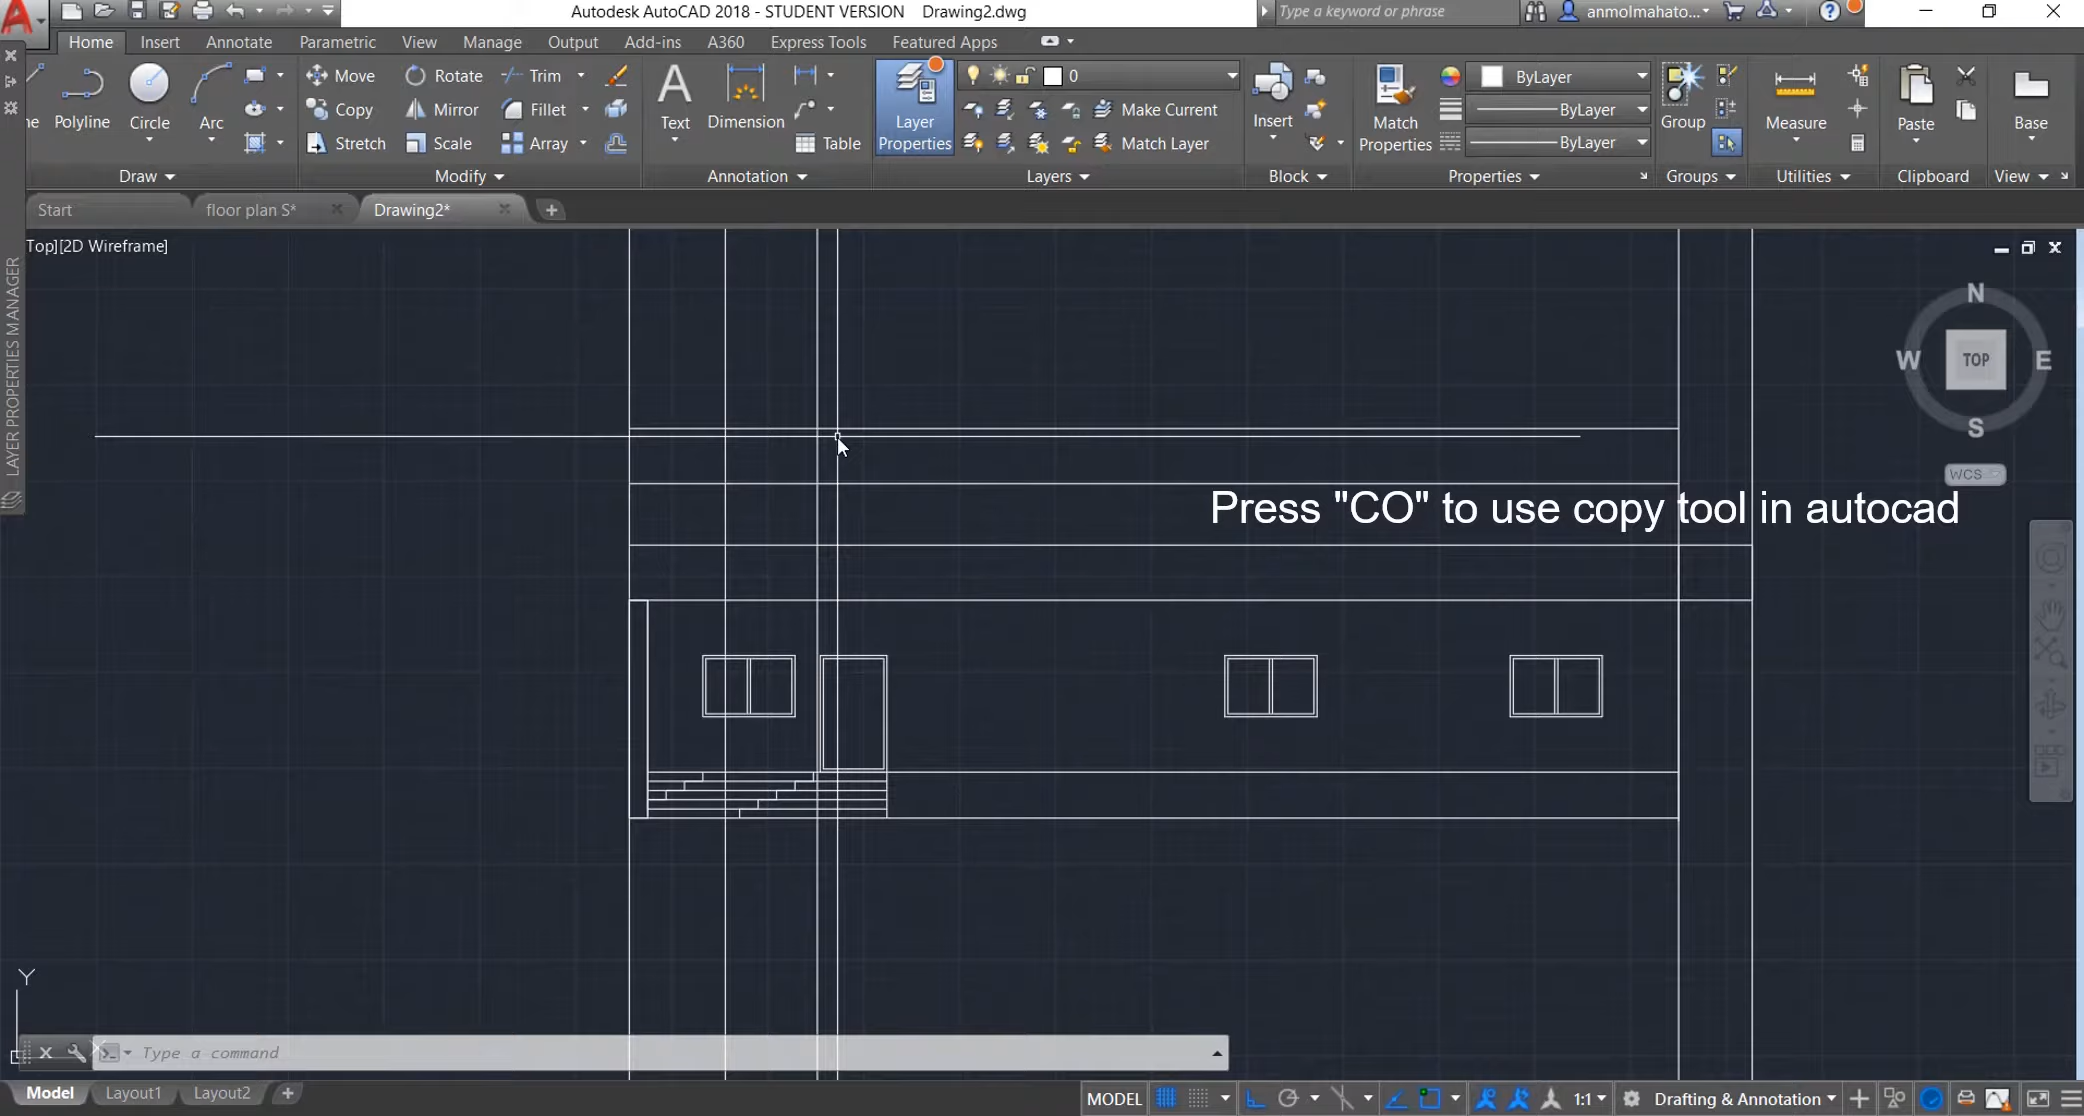 Autodesk AutoCAD 2018 - STUDENT VERSION Drawing2.dwg
Type a keyword or phrase
anmolmahato...
Home Insert Annotate Parametric View Manage Output Add-ins A360 Express Tools Featured Apps
Move Rotate Trim
Copy Mirror Fillet
Stretch Scale Array
ne Polyline Circle Arc
Text Dimension Table
Layer Properties
0
Make Current
Match Layer
Insert
Match Properties
ByLayer
ByLayer
ByLayer
Group Measure Paste Base
Draw Modify Annotation Layers Block Properties Groups Utilities Clipboard View
Start floor plan S* Drawing2*
Top][2D Wireframe]
LAYER PROPERTIES MANAGER
N
W TOP E
S
WCS
Press "CO" to use copy tool in autocad
Y
Type a command
Model Layout1 Layout2
MODEL 1:1 Drafting & Annotation